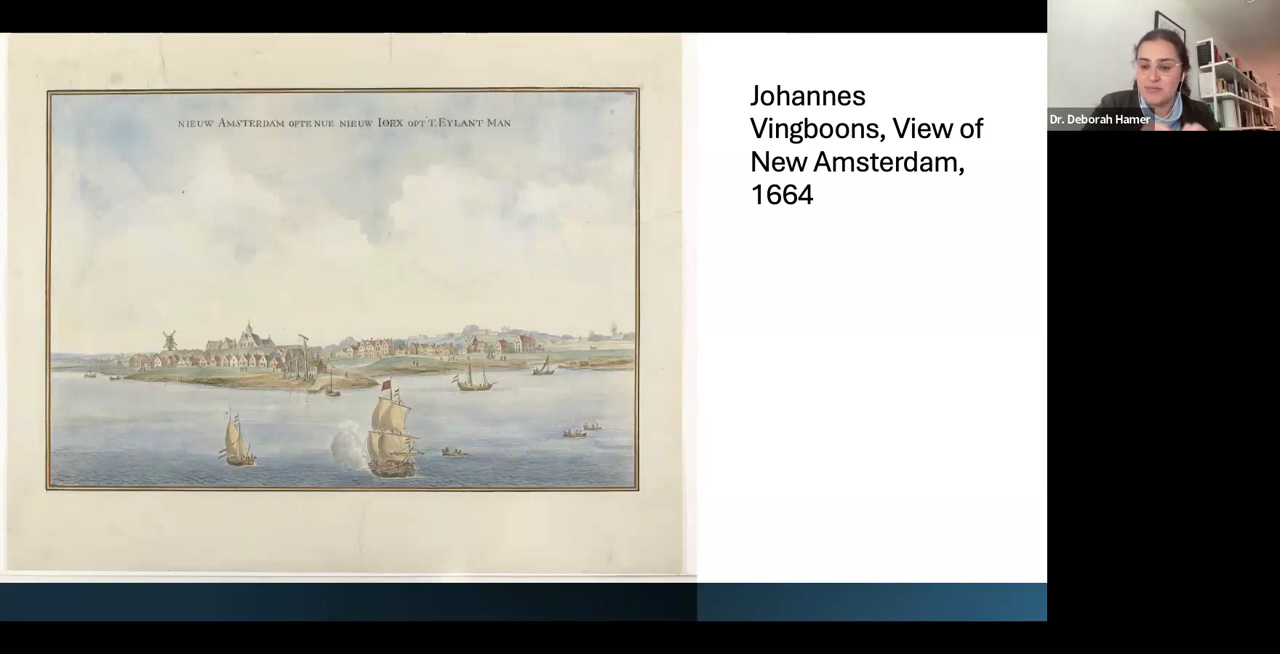 NIEUW AMSTERDAM OFTE NUE NIEUW IORX OPT'T.EYLANT MAN
Johannes
Vingboons, View of
New Amsterdam,
1664
Dr. Deborah Hamer